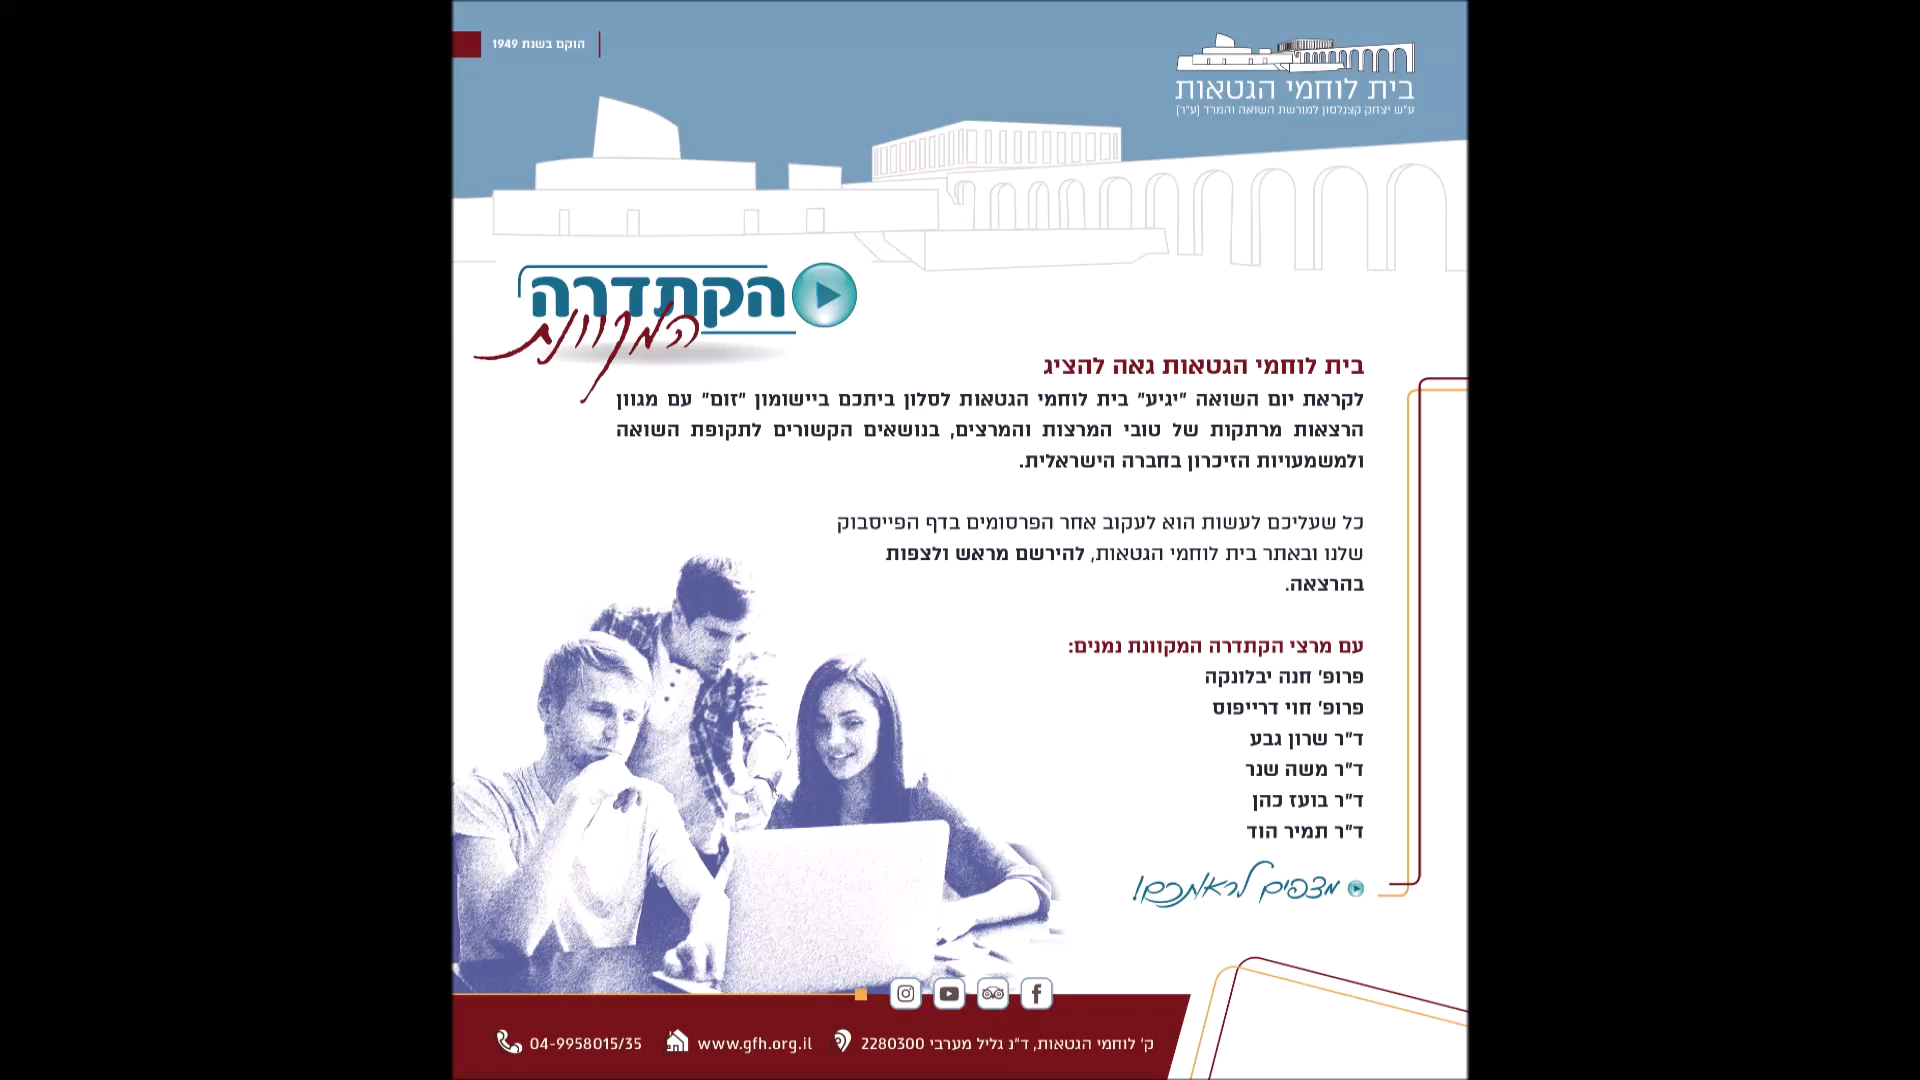 הוקם בשנת 1949
בית לוחמי הגטאות
ע"ש יצחק קצנלסון למורשת השואה והמרד (ע"ר)
הקתדרה
המקוונת
בית לוחמי הגטאות גאה להציג
לקראת יום השואה "יגיע" בית לוחמי הגטאות לסלון ביתכם ביישומון "זום" עם מגוון
הרצאות מרתקות של טובי המרצות והמרצים, בנושאים הקשורים לתקופת השואה
ולמשמעויות הזיכרון בחברה הישראלית.
כל שעליכם לעשות הוא לעקוב אחר הפרסומים בדף הפייסבוק
שלנו ובאתר בית לוחמי הגטאות, להירשם מראש ולצפות
בהרצאה.
עם מרצי הקתדרה המקוונת נמנים:
פרופ' חנה יבלונקה
פרופ' חוי דרייפוס
ד"ר שרון גבע
ד"ר משה שנר
ד"ר בועז כהן
ד"ר תמיר הוד
מצפים לראותכם!
ק' לוחמי הגטאות, ד"נ גליל מערבי 2280300
www.gfh.org.il
04-9958015/35